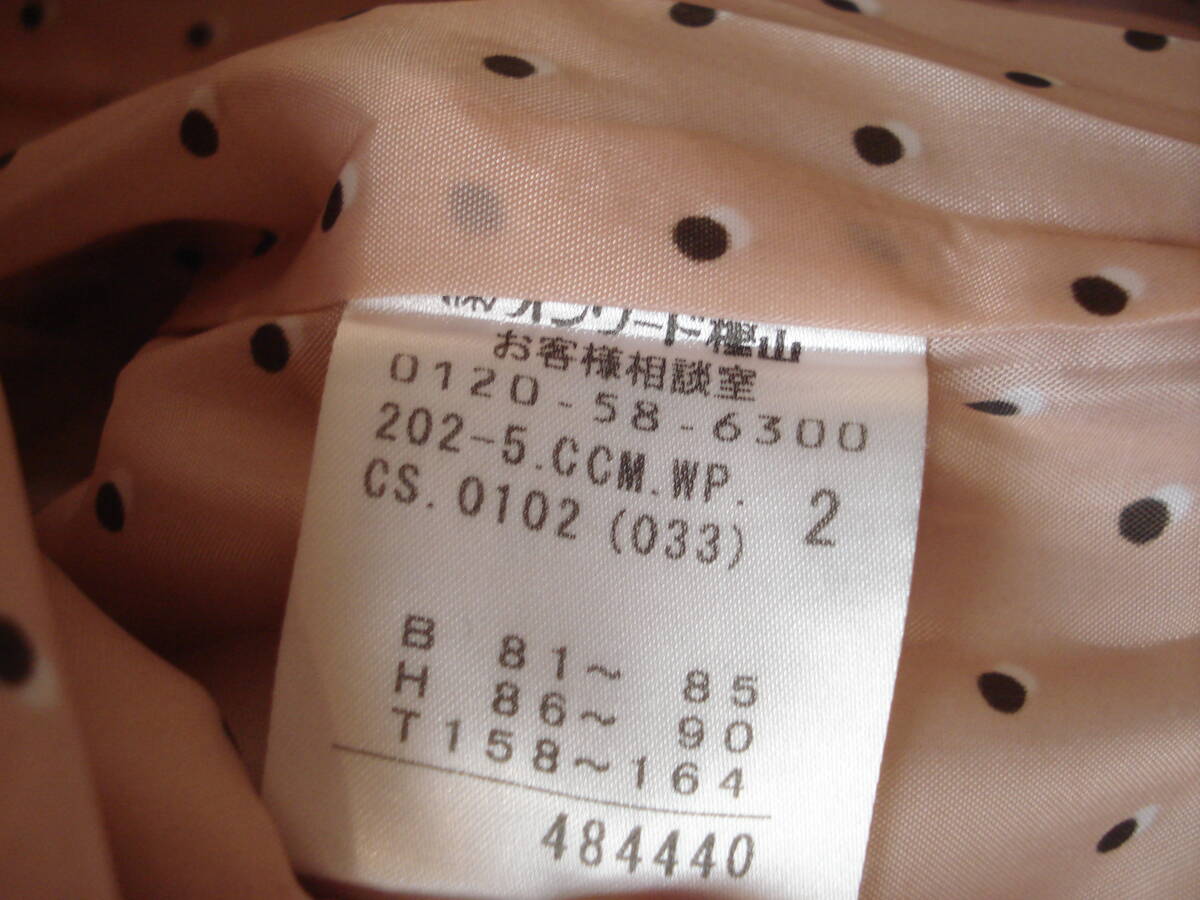 ㈱オンワード樫山
お客様相談室
0120-58-6300
202-5.CCM.WP.
CS.0102(033) 2
B 81~ 85
H 86~ 90
T158~164
484440